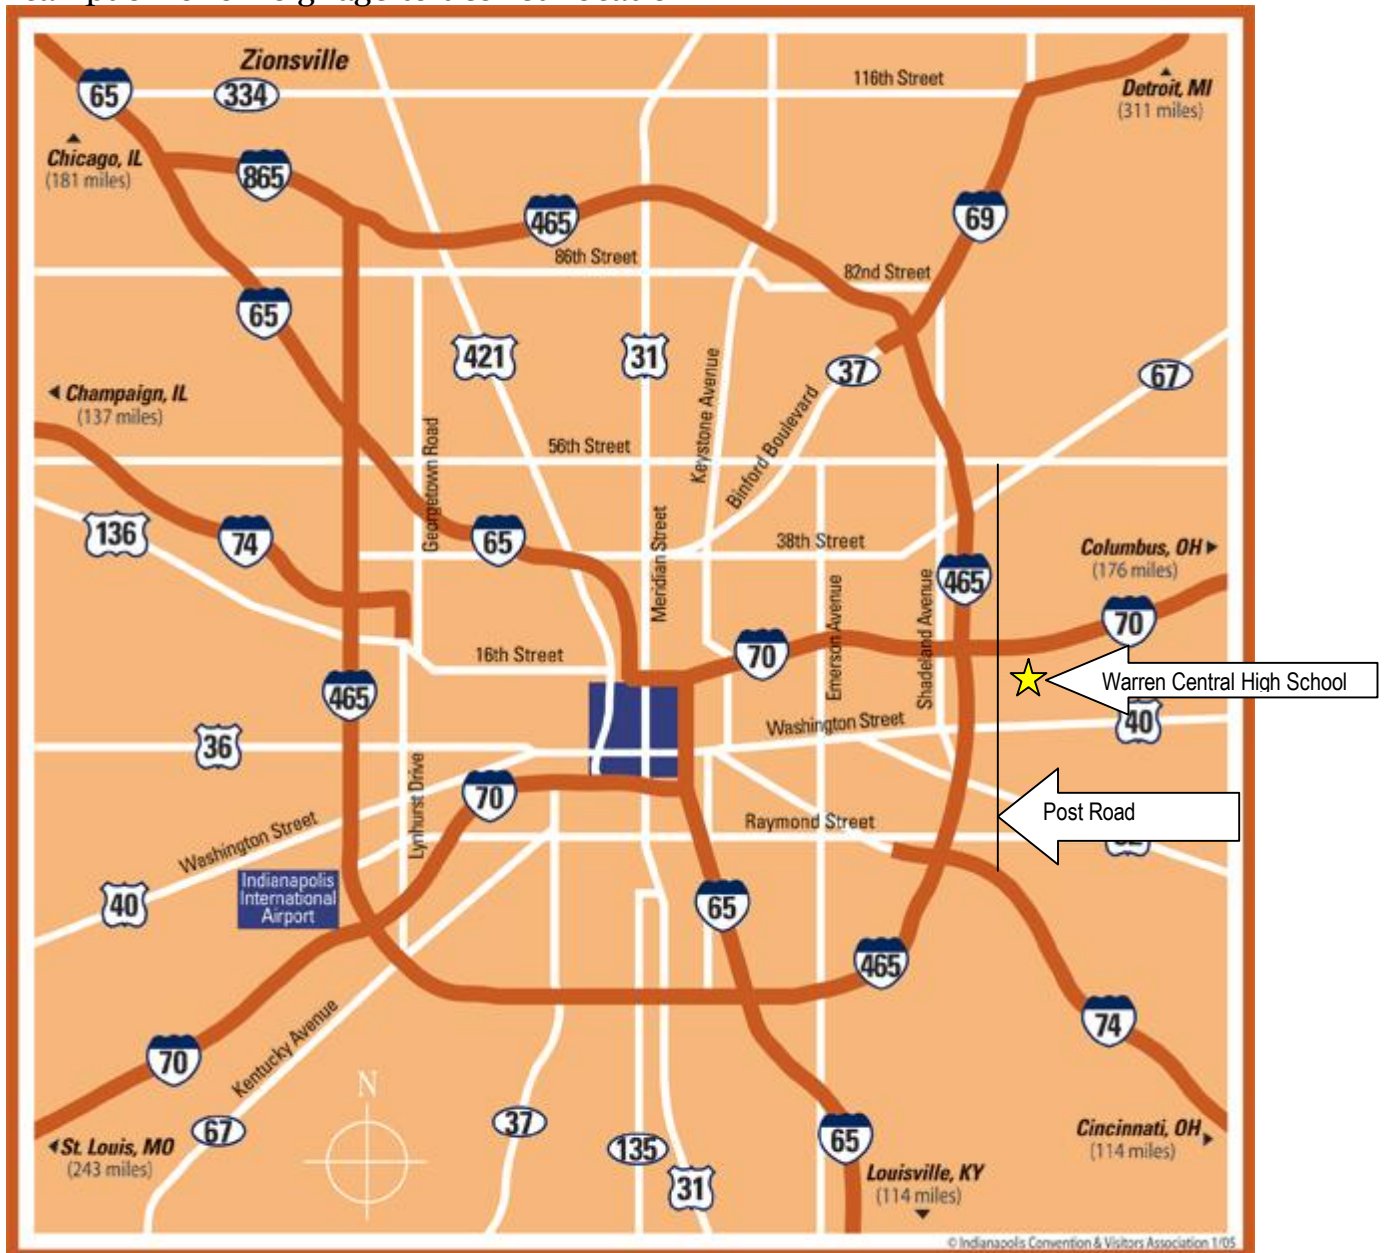 Zionsville
116th Street
65
334
Detroit, MI
(311 miles)
Chicago, IL
(181 miles)
865
465
69
86th Street
82nd Street
65
421
31
37
67
Champaign, IL
(137 miles)
Keystone Avenue
Binford Boulevard
Georgetown Road
56th Street
136
74
65
Meridian Street
38th Street
Columbus, OH
(176 miles)
465
Emerson Avenue
Shadeland Avenue
70
70
16th Street
Warren Central High School
465
36
Washington Street
40
Lynhurst Drive
70
Post Road
Raymond Street
Washington Street
40
Indianapolis
International
Airport
65
465
74
70
Kentucky Avenue
N
67
37
135
65
31
Cincinnati, OH
(114 miles)
St. Louis, MO
(243 miles)
Louisville, KY
(114 miles)
© Indianapolis Convention & Visitors Association 1/05